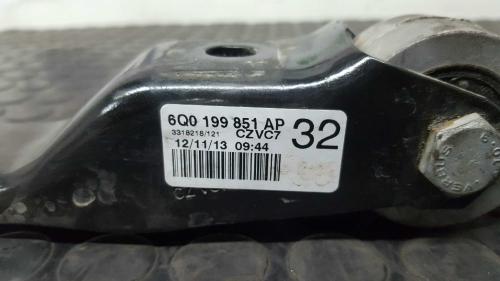 6Q0 199 851 AP
3318218/121 CZVC7 32
12/11/13 09:44